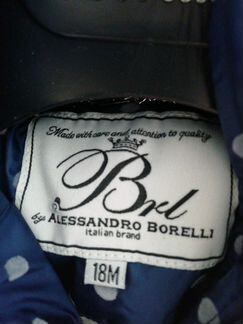 Made with care and attention to quality
Brl
by ALESSANDRO BORELLI
Italian brand
18M